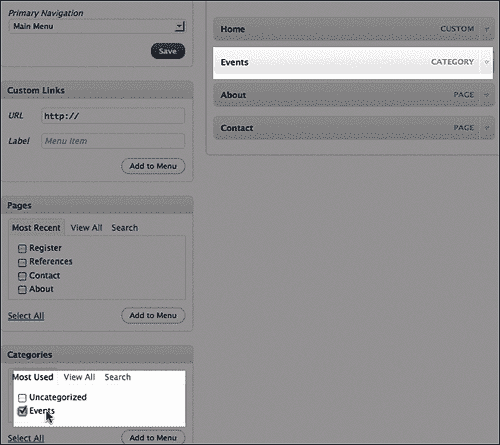 Primary Navigation
Main Menu
Save
Custom Links
URL http://
Label Menu Item
Add to Menu
Pages
Most Recent View All Search
Register
References
Contact
About
Select All Add to Menu
Categories
Most Used View All Search
Uncategorized
Events
Select All Add to Menu
Home CUSTOM
Events CATEGORY
About PAGE
Contact PAGE